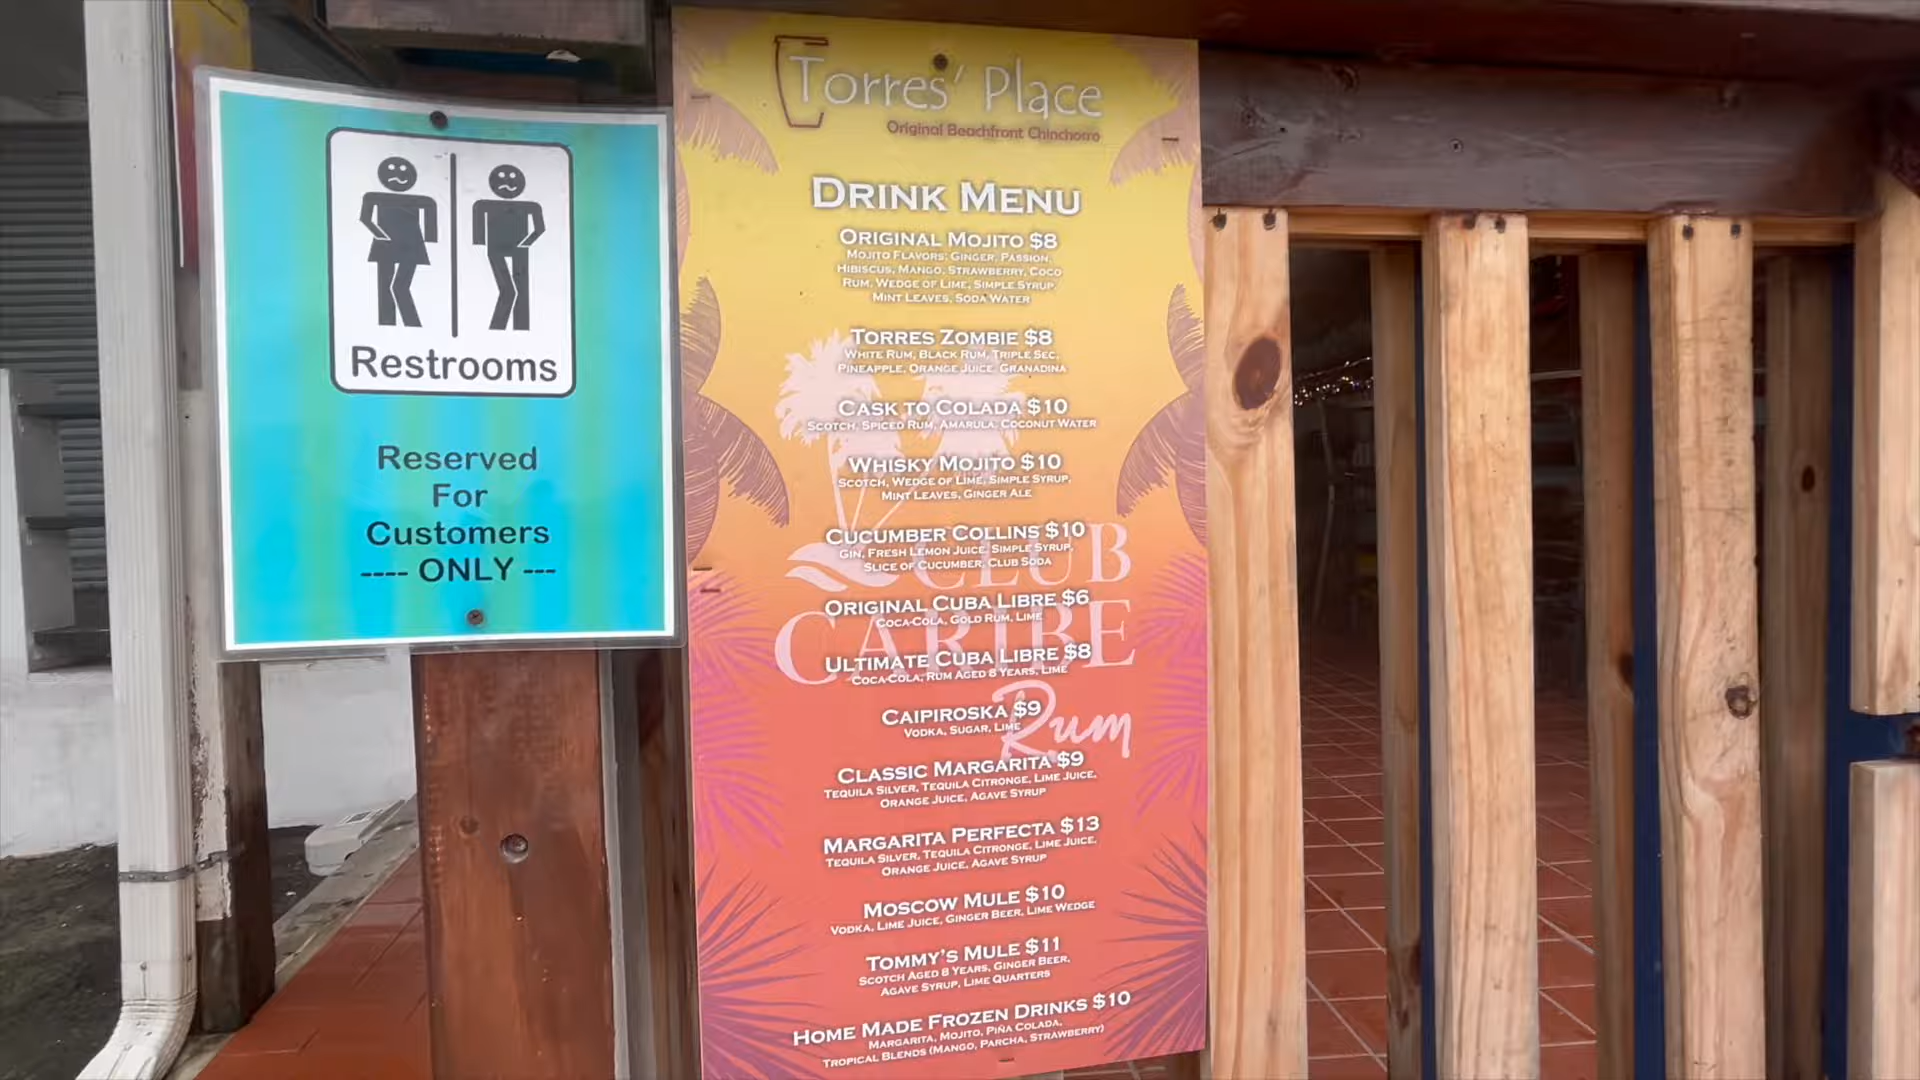 Restrooms
Reserved
For
Customers
---- ONLY ---
Torres' Place
Original Beachfront Chinchorro
DRINK MENU
ORIGINAL MOJITO $8
MOJITO FLAVORS: GINGER, PASSION,
HIBISCUS, MANGO, STRAWBERRY, COCO
RUM, WEDGE OF LIME, SIMPLE SYRUP,
MINT LEAVES, SODA WATER
TORRES ZOMBIE $8
WHITE RUM, BLACK RUM, TRIPLE SEC,
PINEAPPLE, ORANGE JUICE, GRANADINA
CASK TO COLADA $10
SCOTCH, SPICED RUM, AMARULA, COCONUT WATER
WHISKY MOJITO $10
SCOTCH, WEDGE OF LIME, SIMPLE SYRUP,
MINT LEAVES, GINGER ALE
CUCUMBER COLLINS $10
GIN, FRESH LEMON JUICE, SIMPLE SYRUP,
SLICE OF CUCUMBER, CLUB SODA
CLUB
ORIGINAL CUBA LIBRE $6
COCA-COLA, GOLD RUM, LIME
CARIBE
ULTIMATE CUBA LIBRE $8
COCA-COLA, RUM AGED 8 YEARS, LIME
CAIPIROSKA $9
VODKA, SUGAR, LIME
Rum
CLASSIC MARGARITA $9
TEQUILA SILVER, TEQUILA CITRONGE, LIME JUICE,
ORANGE JUICE, AGAVE SYRUP
MARGARITA PERFECTA $13
TEQUILA SILVER, TEQUILA CITRONGE, LIME JUICE,
ORANGE JUICE, AGAVE SYRUP
MOSCOW MULE $10
VODKA, LIME JUICE, GINGER BEER, LIME WEDGE
TOMMY'S MULE $11
SCOTCH AGED 8 YEARS, GINGER BEER,
AGAVE SYRUP, LIME QUARTERS
HOME MADE FROZEN DRINKS $10
MARGARITA, MOJITO, PIÑA COLADA,
TROPICAL BLENDS (MANGO, PARCHA, STRAWBERRY)